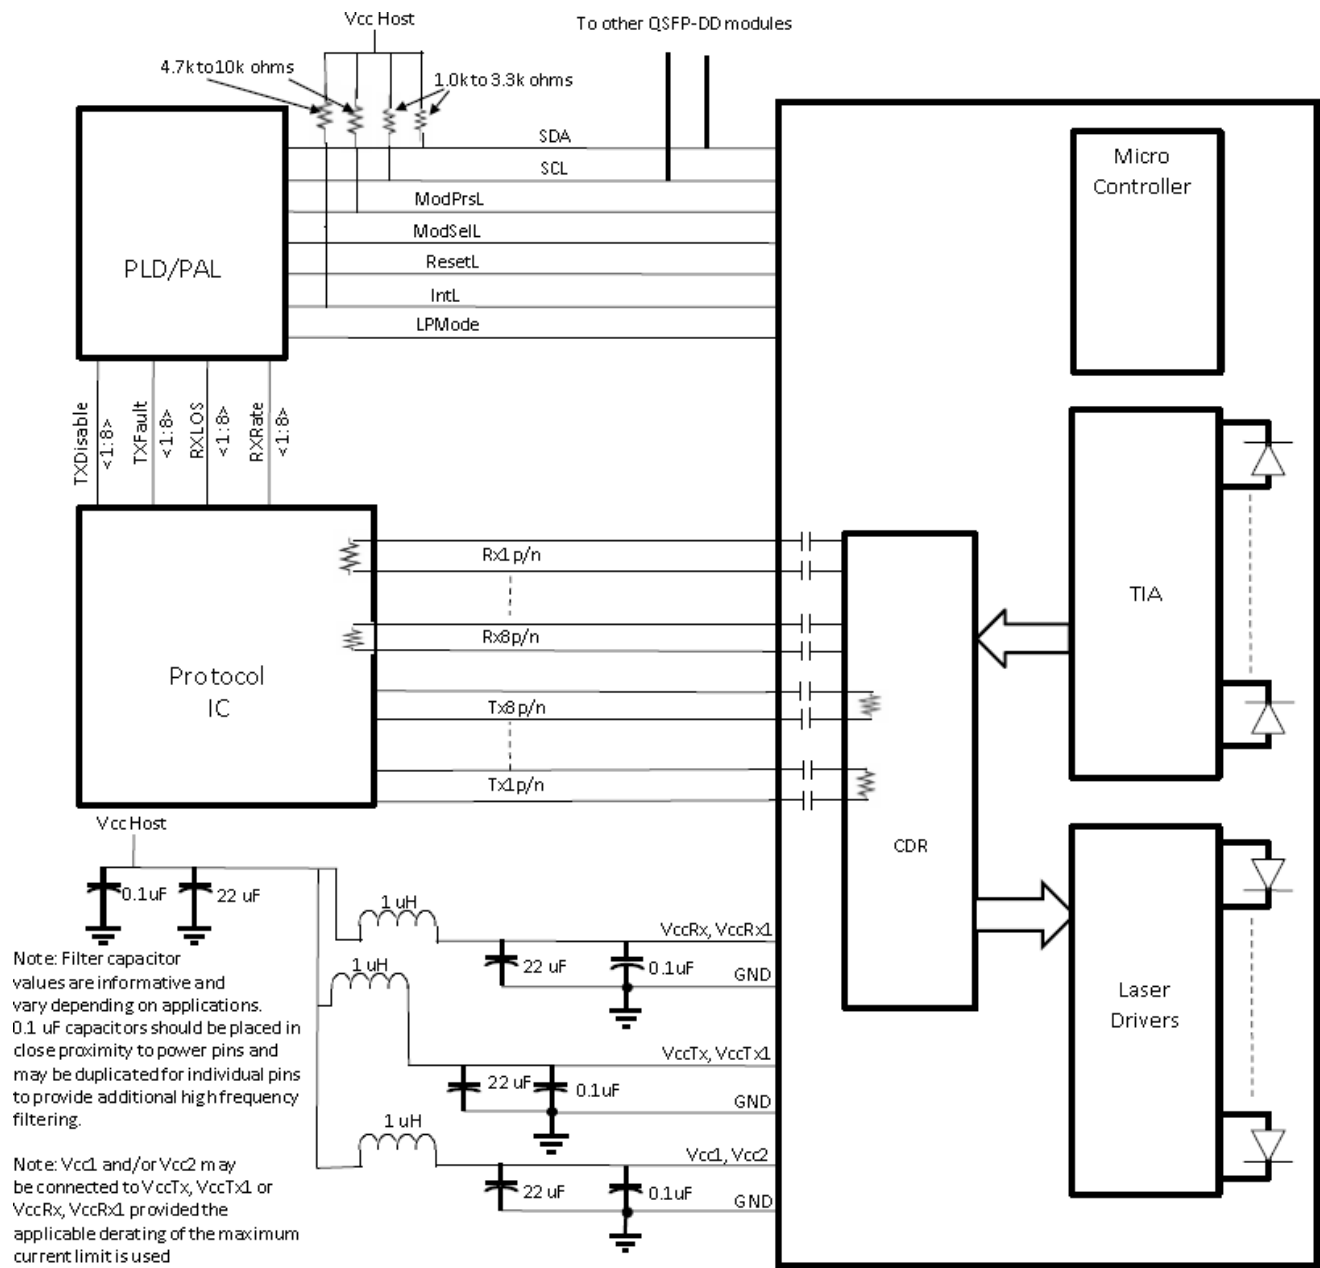 Vcc Host
To other QSFP-DD modules
4.7k to 10k ohms
1.0k to 3.3k ohms
SDA
SCL
ModPrsL
ModSelL
ResetL
IntL
LPMode
PLD/PAL
Micro
Controller
TXDisable
<1:8>
TXFault
<1:8>
RXLOS
<1:8>
RXRate
<1:8>
Rx1 p/n
Rx8p/n
Tx8p/n
Tx1p/n
Protocol
IC
TIA
CDR
Laser
Drivers
Vcc Host
0.1uF
22 uF
1 uH
VccRx, VccRx1
22 uF
0.1uF
GND
1 uH
VccTx, VccTx1
22 uF
0.1uF
GND
1 uH
Vcc1, Vcc2
22 uF
0.1uF
GND
Note: Filter capacitor
values are informative and
vary depending on applications.
0.1 uF capacitors should be placed in
close proximity to power pins and
may be duplicated for individual pins
to provide additional high frequency
filtering.
Note: Vcc1 and/or Vcc2 may
be connected to VccTx, VccTx1 or
VccRx, VccRx1 provided the
applicable derating of the maximum
current limit is used